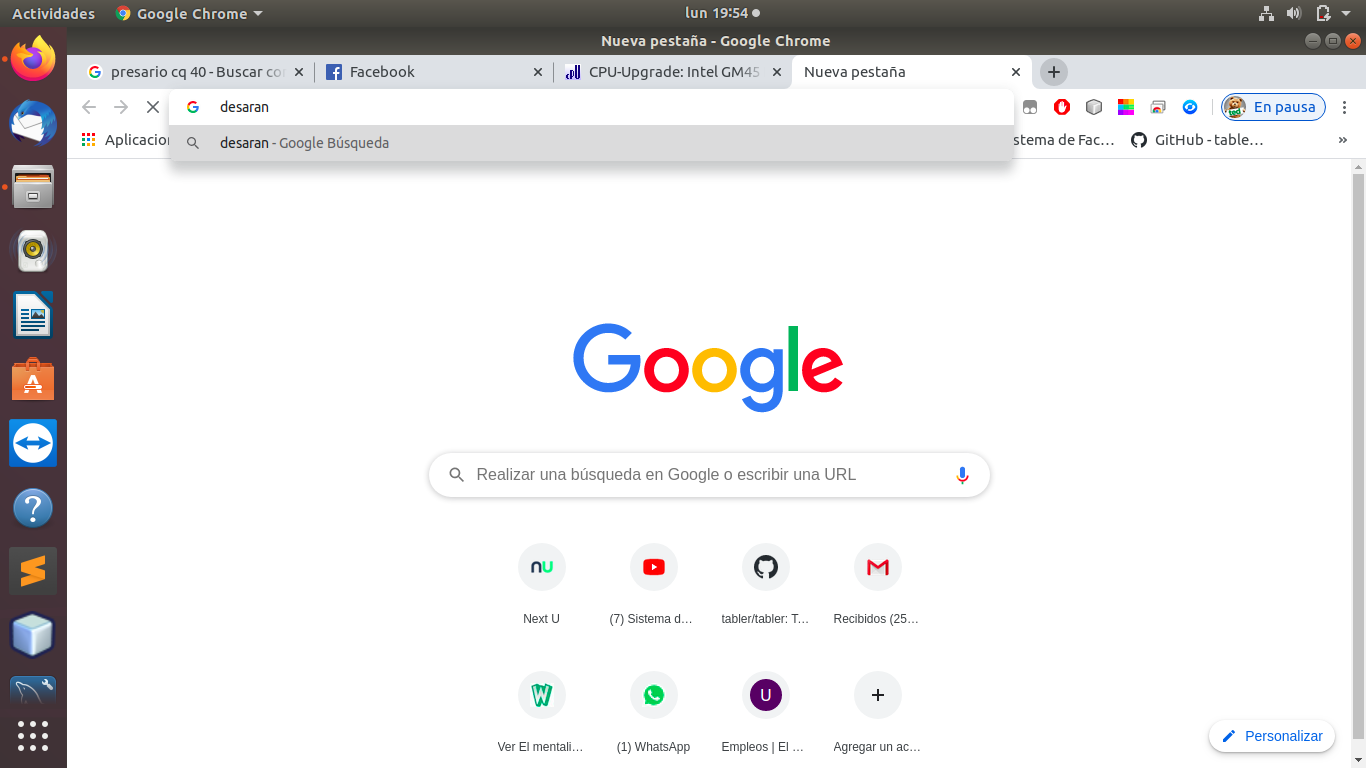 Actividades Google Chrome lun 19:54
Nueva pestaña - Google Chrome
presario cq 40 - Buscar co Facebook CPU-Upgrade: Intel GM45 Nueva pestaña
desaran En pausa
Aplicacion desaran - Google Búsqueda stema de Fac… GitHub - table… »
Google
Realizar una búsqueda en Google o escribir una URL
nu
Next U (7) Sistema d… tabler/tabler: T… Recibidos (25…
W U
Ver El mentali… (1) WhatsApp Empleos | El … Agregar un ac…
Personalizar